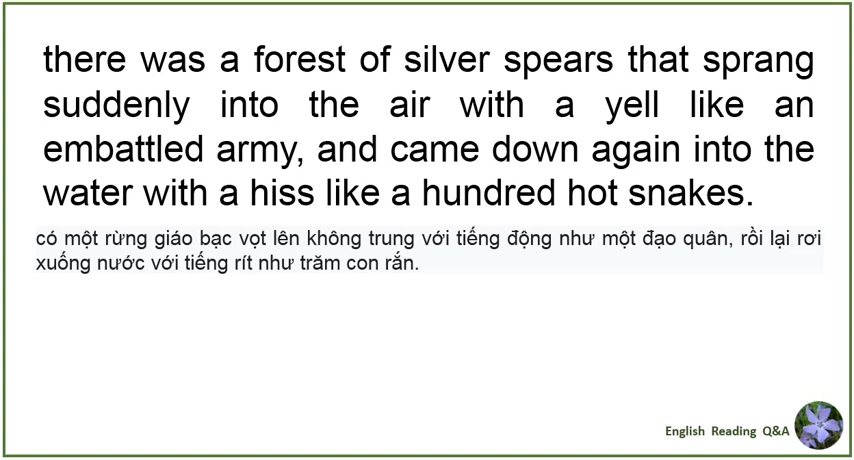 there was a forest of silver spears that sprang
suddenly into the air with a yell like an
embattled army, and came down again into the
water with a hiss like a hundred hot snakes.
có một rừng giáo bạc vọt lên không trung với tiếng động như một đạo quân, rồi lại rơi
xuống nước với tiếng rít như trăm con rắn.
English Reading Q&A